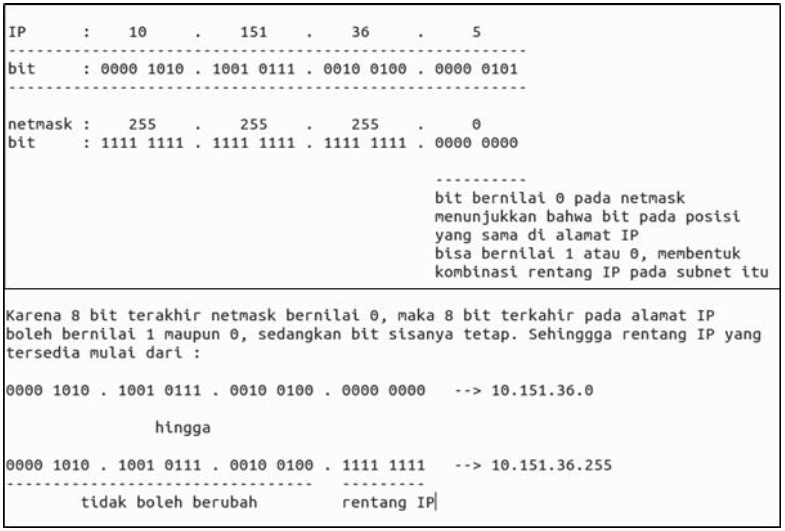 IP : 10 . 151 . 36 . 5
-------------------------------------------------------
bit : 0000 1010 . 1001 0111 . 0010 0100 . 0000 0101
-------------------------------------------------------
netmask : 255 . 255 . 255 . 0
bit : 1111 1111 . 1111 1111 . 1111 1111 . 0000 0000
----------
bit bernilai 0 pada netmask
menunjukkan bahwa bit pada posisi
yang sama di alamat IP
bisa bernilai 1 atau 0, membentuk
kombinasi rentang IP pada subnet itu
Karena 8 bit terakhir netmask bernilai 0, maka 8 bit terkahir pada alamat IP
boleh bernilai 1 maupun 0, sedangkan bit sisanya tetap. Sehinggga rentang IP yang
tersedia mulai dari :
0000 1010 . 1001 0111 . 0010 0100 . 0000 0000 --> 10.151.36.0
hingga
0000 1010 . 1001 0111 . 0010 0100 . 1111 1111 --> 10.151.36.255
--------------------------------- ---------
tidak boleh berubah rentang IP